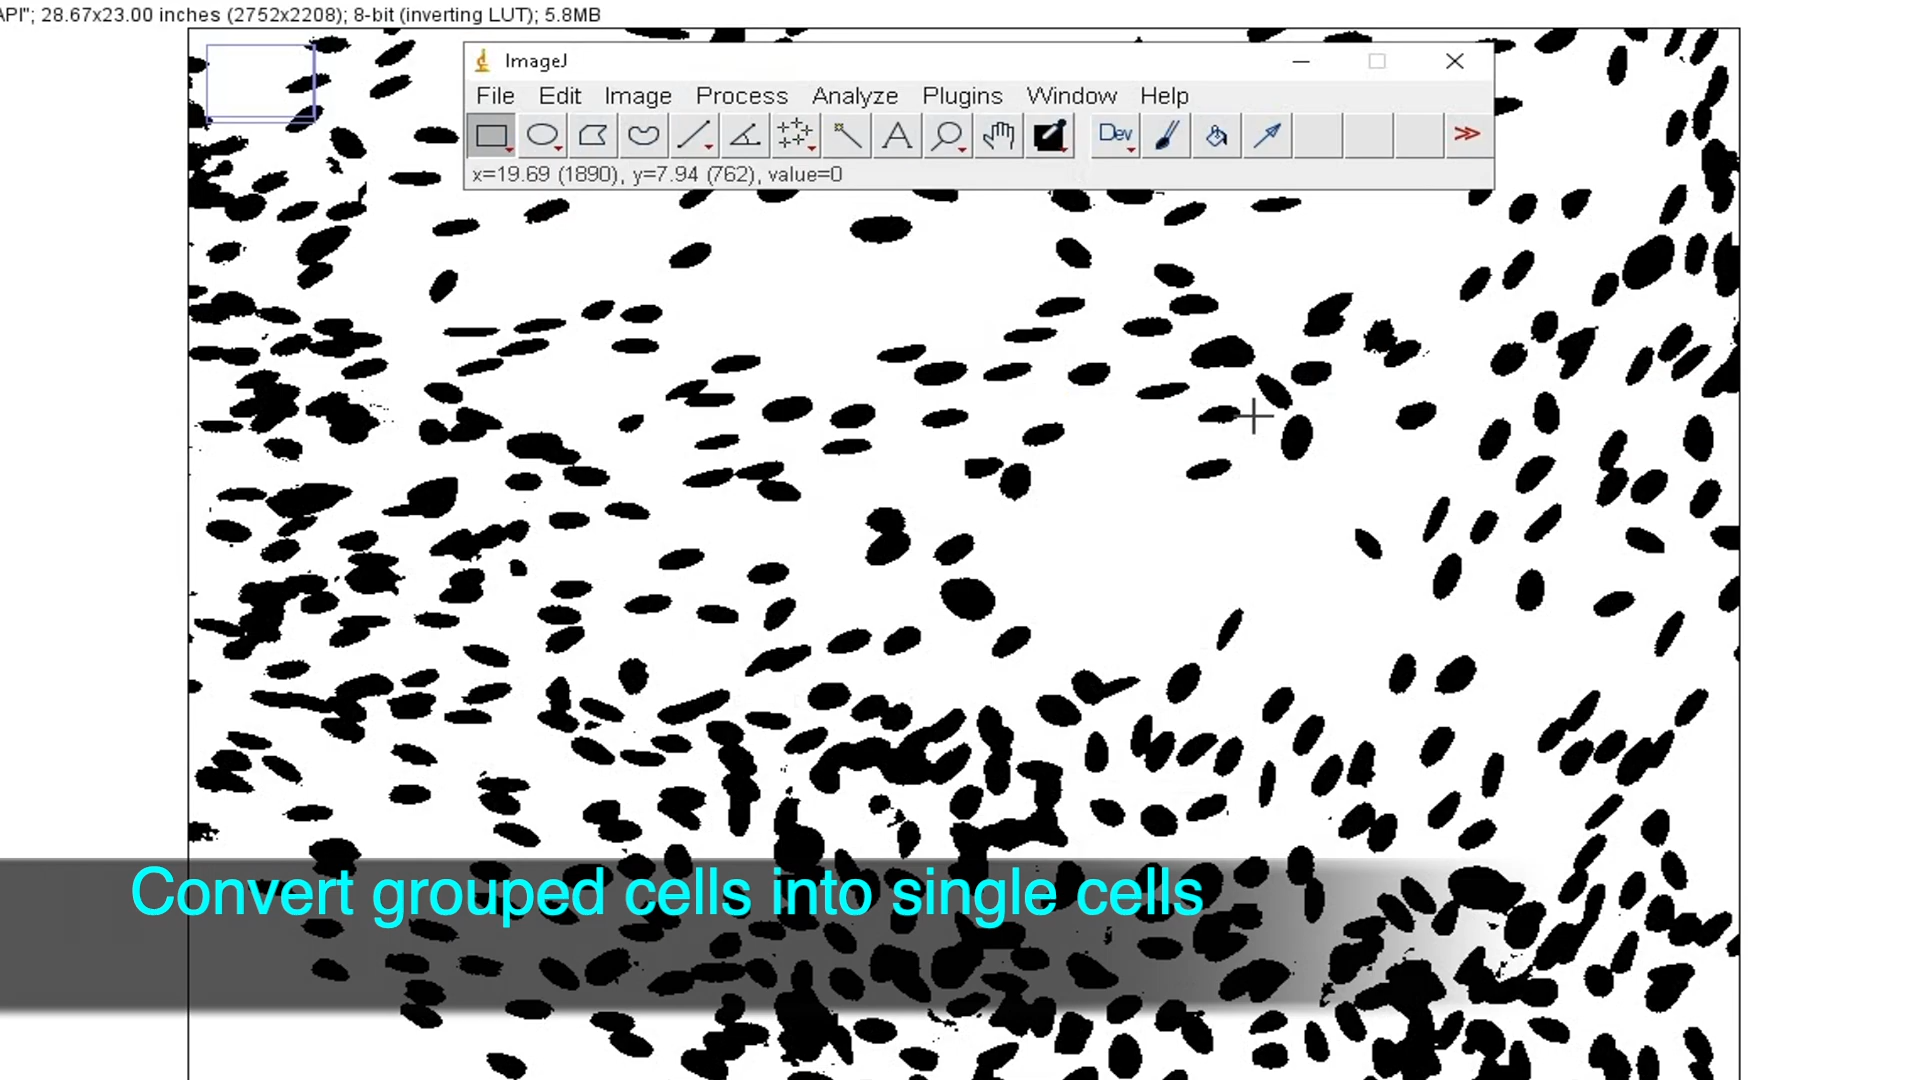 API"; 28.67x23.00 inches (2752x2208); 8-bit (inverting LUT); 5.8MB
ImageJ
File Edit Image Process Analyze Plugins Window Help
A Dev >>
x=19.69 (1890), y=7.94 (762), value=0
Convert grouped cells into single cells